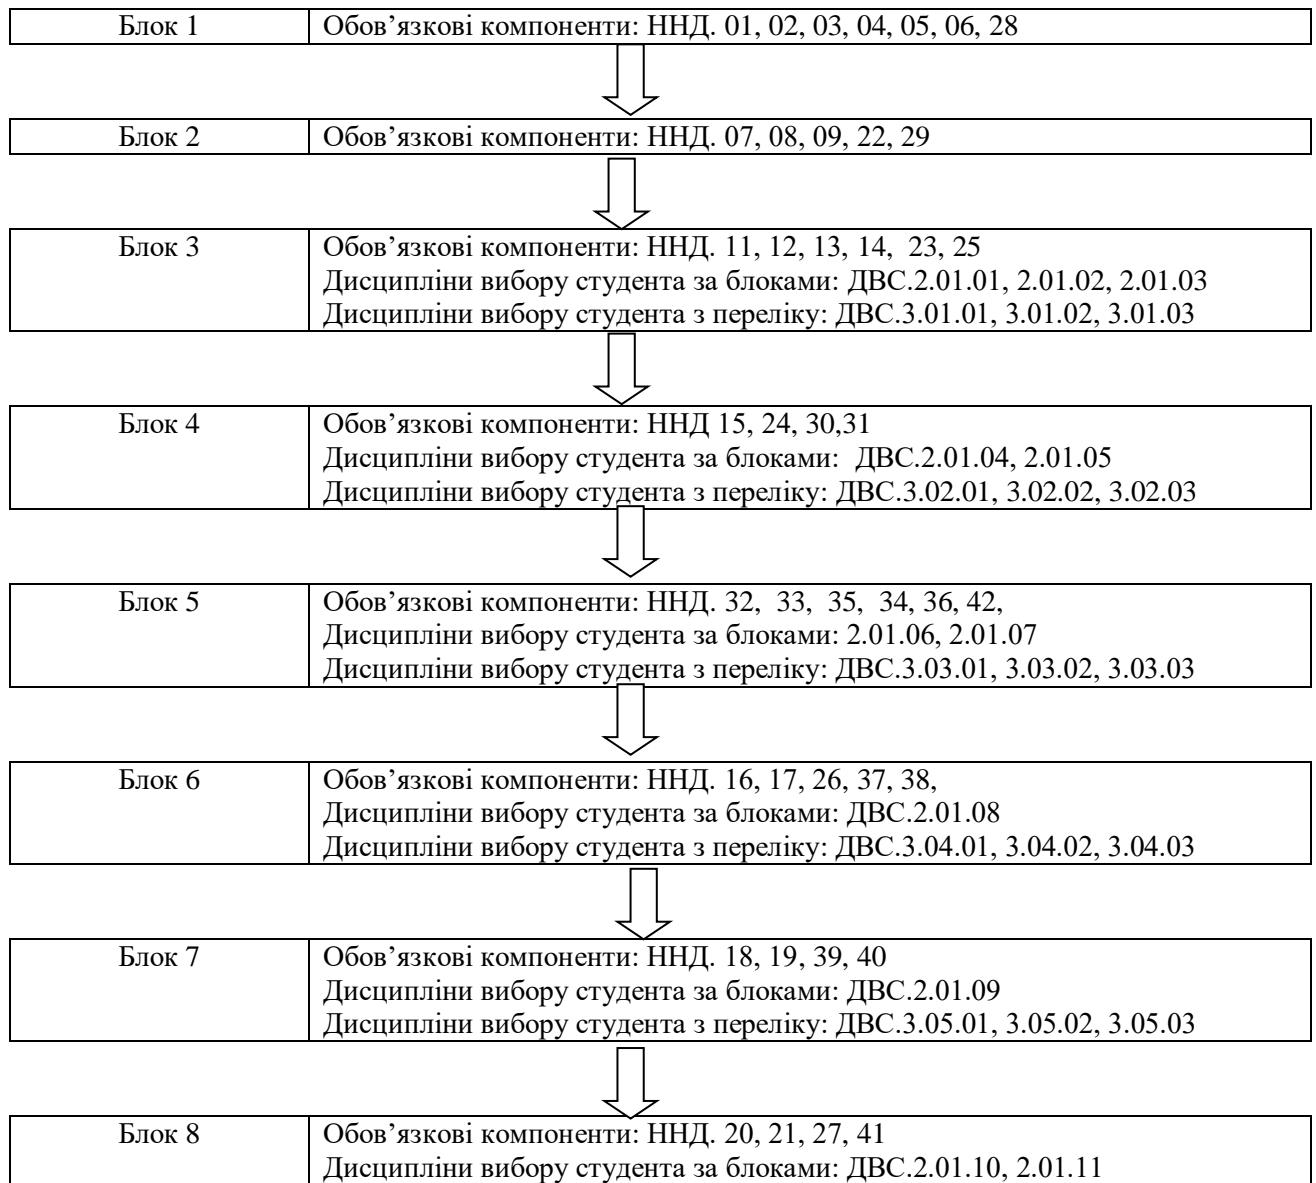 Блок 1 Обов’язкові компоненти: ННД. 01, 02, 03, 04, 05, 06, 28
Блок 2 Обов’язкові компоненти: ННД. 07, 08, 09, 22, 29
Блок 3 Обов’язкові компоненти: ННД. 11, 12, 13, 14, 23, 25
Дисципліни вибору студента за блоками: ДВС.2.01.01, 2.01.02, 2.01.03
Дисципліни вибору студента з переліку: ДВС.3.01.01, 3.01.02, 3.01.03
Блок 4 Обов’язкові компоненти: ННД 15, 24, 30,31
Дисципліни вибору студента за блоками: ДВС.2.01.04, 2.01.05
Дисципліни вибору студента з переліку: ДВС.3.02.01, 3.02.02, 3.02.03
Блок 5 Обов’язкові компоненти: ННД. 32, 33, 35, 34, 36, 42,
Дисципліни вибору студента за блоками: 2.01.06, 2.01.07
Дисципліни вибору студента з переліку: ДВС.3.03.01, 3.03.02, 3.03.03
Блок 6 Обов’язкові компоненти: ННД. 16, 17, 26, 37, 38,
Дисципліни вибору студента за блоками: ДВС.2.01.08
Дисципліни вибору студента з переліку: ДВС.3.04.01, 3.04.02, 3.04.03
Блок 7 Обов’язкові компоненти: ННД. 18, 19, 39, 40
Дисципліни вибору студента за блоками: ДВС.2.01.09
Дисципліни вибору студента з переліку: ДВС.3.05.01, 3.05.02, 3.05.03
Блок 8 Обов’язкові компоненти: ННД. 20, 21, 27, 41
Дисципліни вибору студента за блоками: ДВС.2.01.10, 2.01.11